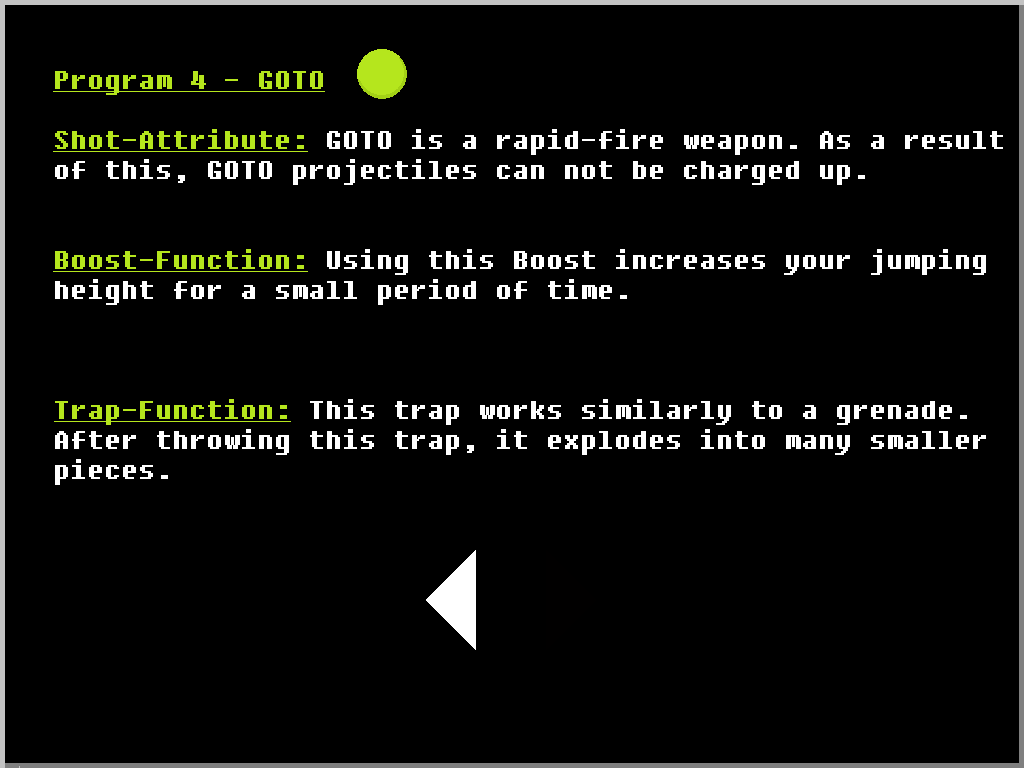 Program 4 - GOTO
Shot-Attribute: GOTO is a rapid-fire weapon. As a result
of this, GOTO projectiles can not be charged up.
Boost-Function: Using this Boost increases your jumping
height for a small period of time.
Trap-Function: This trap works similarly to a grenade.
After throwing this trap, it explodes into many smaller
pieces.